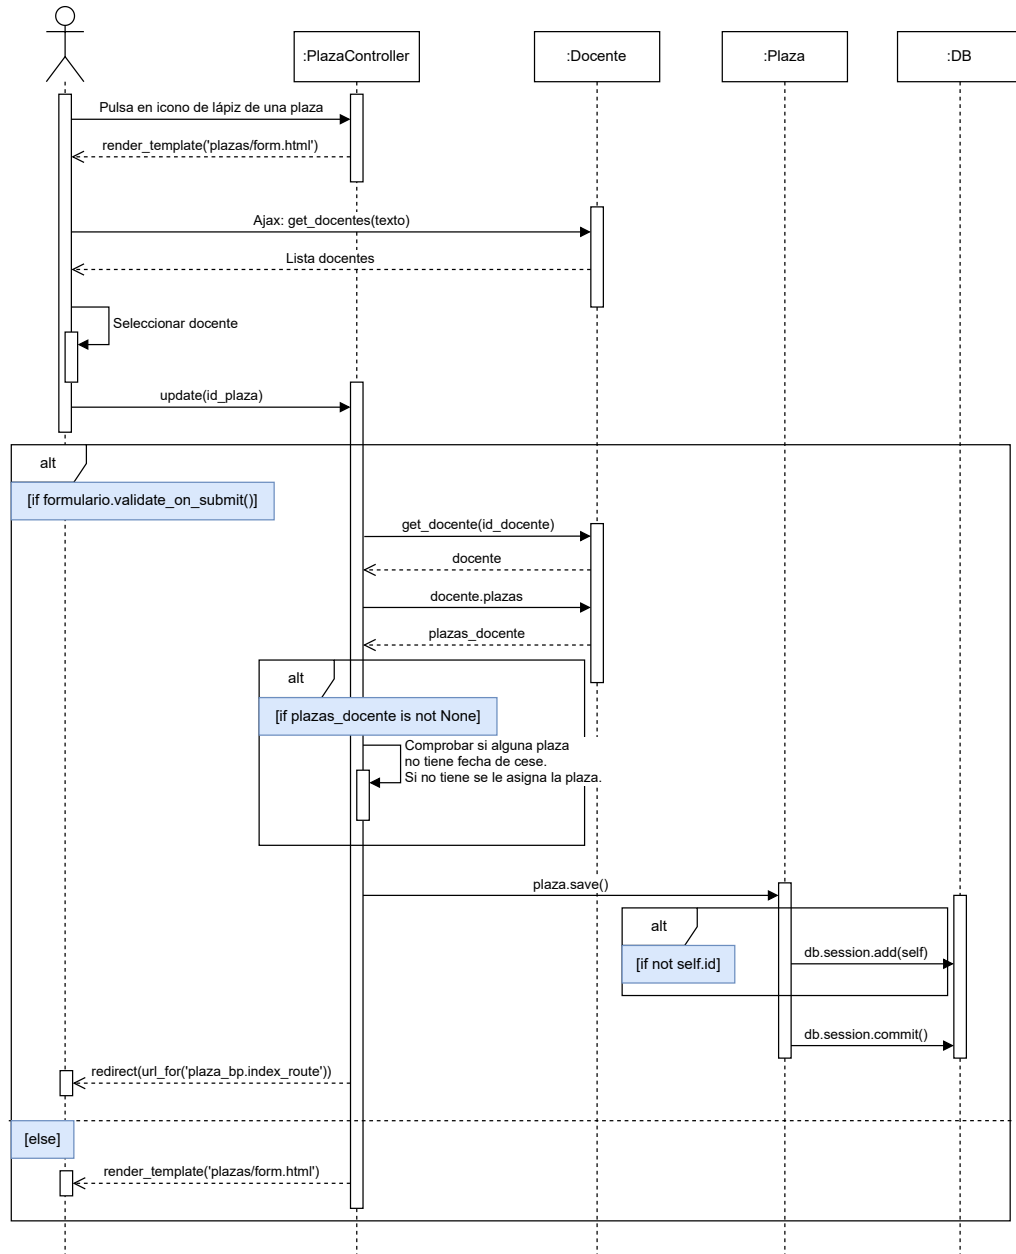 :PlazaController
:Docente
:Plaza
:DB
Pulsa en icono de lápiz de una plaza
render_template('plazas/form.html')
Ajax: get_docentes(texto)
Lista docentes
Seleccionar docente
update(id_plaza)
alt
[if formulario.validate_on_submit()]
get_docente(id_docente)
docente
docente.plazas
plazas_docente
alt
[if plazas_docente is not None]
Comprobar si alguna plaza
no tiene fecha de cese.
Si no tiene se le asigna la plaza.
plaza.save()
alt
[if not self.id]
db.session.add(self)
db.session.commit()
redirect(url_for('plaza_bp.index_route'))
[else]
render_template('plazas/form.html')